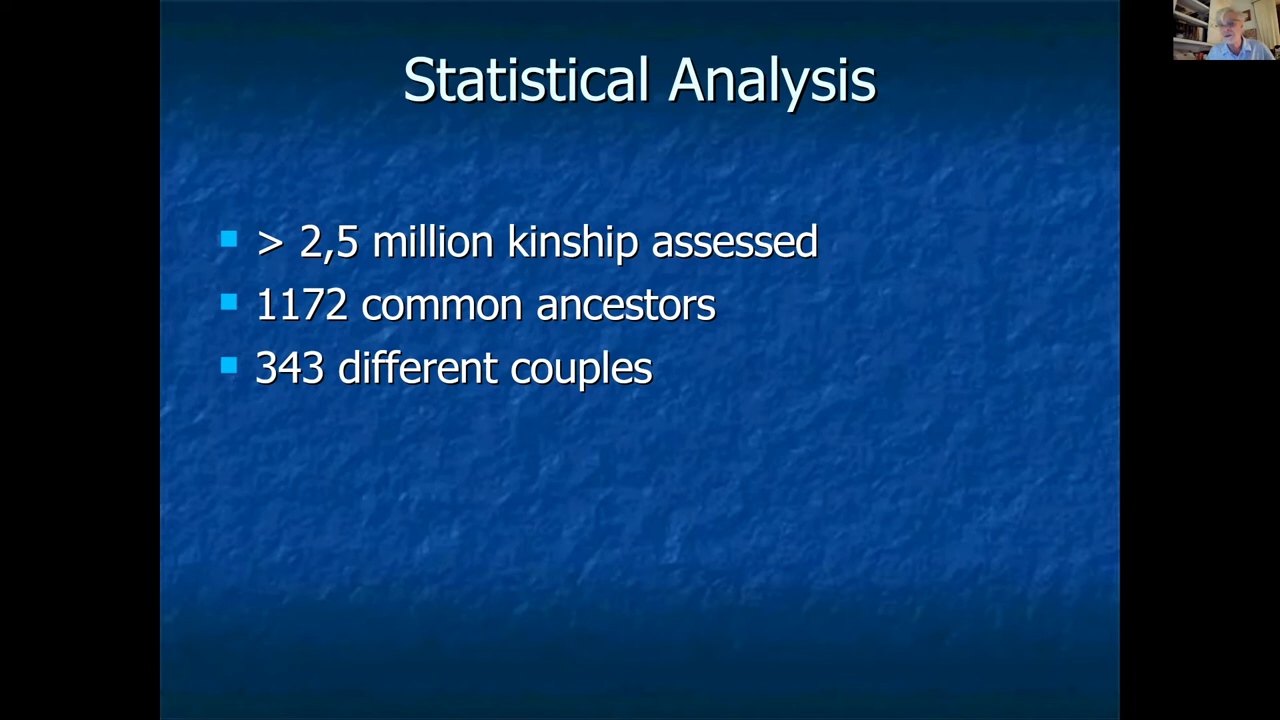 Statistical Analysis
> 2,5 million kinship assessed
1172 common ancestors
343 different couples